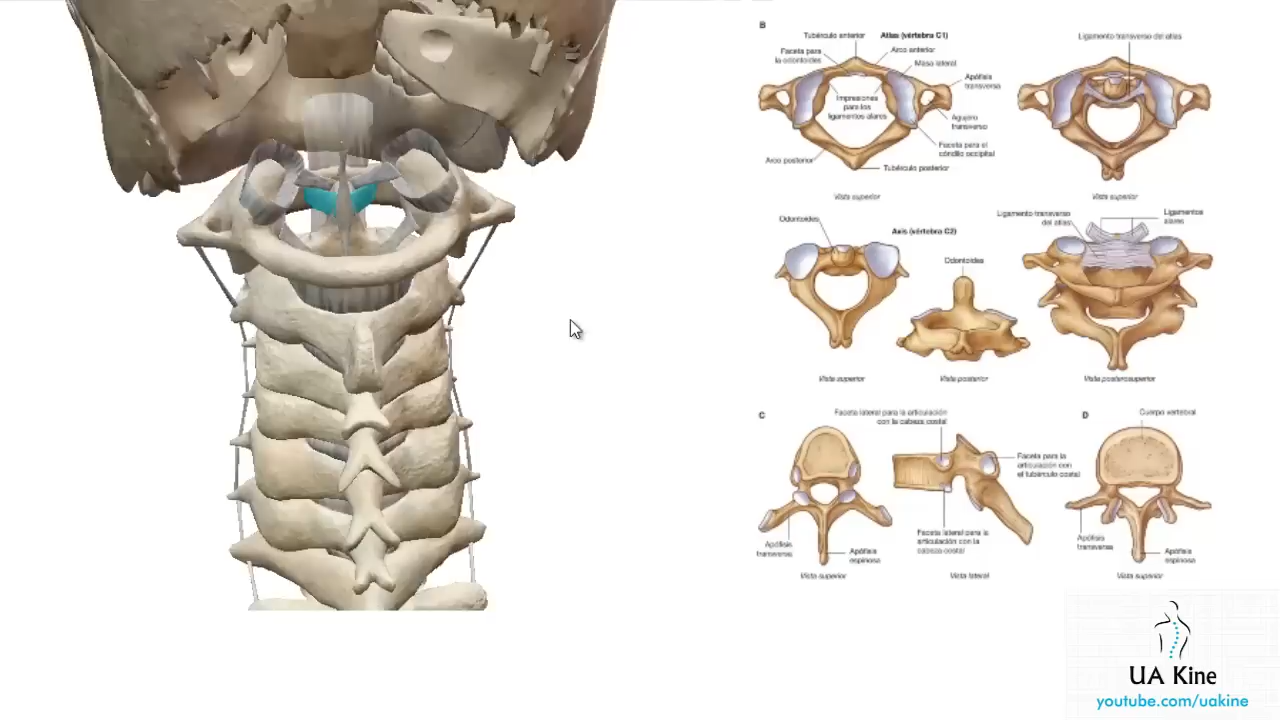 B
Tubérculo anterior
Atlas (vértebra C1)
Ligamento transverso del atlas
Faceta para
la odontoides
Arco anterior
Masa lateral
Apófisis
transversa
Impresiones
para los
ligamentos alares
Agujero
transverso
Faceta para el
cóndilo occipital
Arco posterior
Tubérculo posterior
Vista superior
Vista superior
Odontoides
Axis (vértebra C2)
Ligamento transverso
del atlas
Ligamentos
alares
Odontoides
Vista superior
Vista posterior
Vista posterosuperior
C
Faceta lateral para la articulación
con la cabeza costal
D
Cuerpo vertebral
Faceta para la
articulación con
el tubérculo costal
Apófisis
transversa
Apófisis
espinosa
Faceta lateral para la
articulación con la
cabeza costal
Apófisis
transversa
Apófisis
espinosa
Vista superior
Vista lateral
Vista superior
UA Kine
youtube.com/uakine